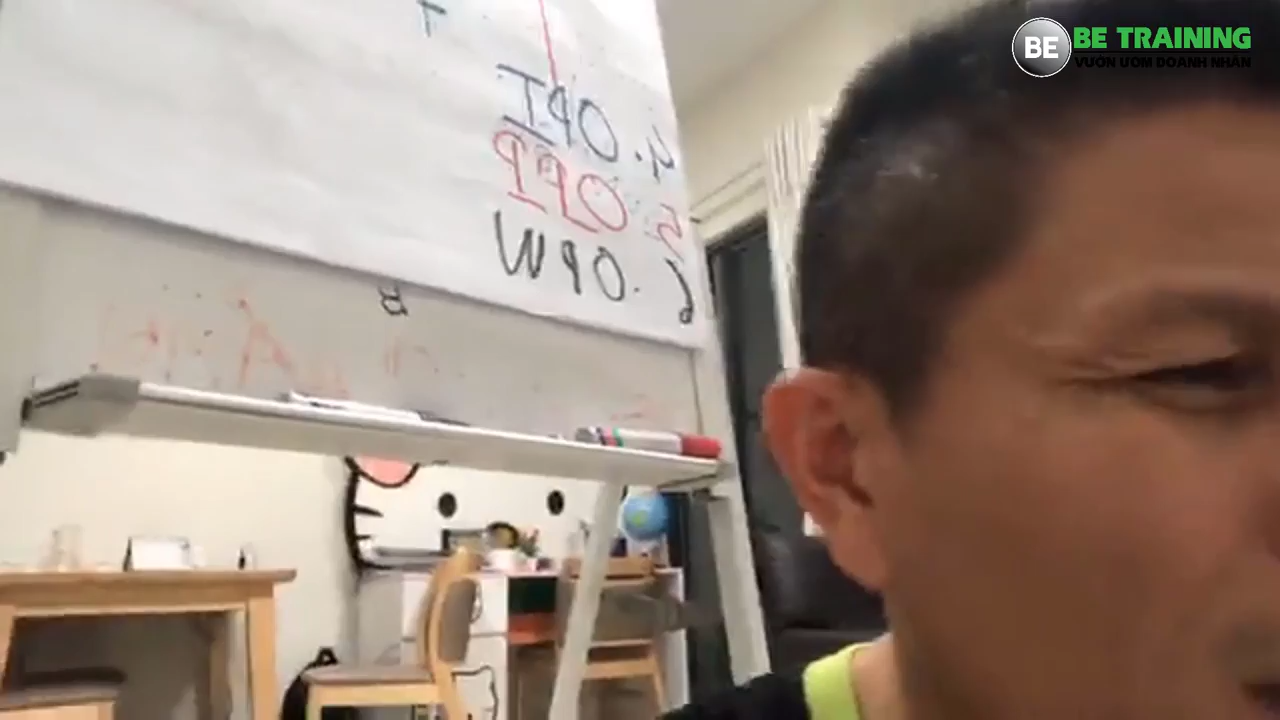 BE BE TRAINING
VƯỜN ƯƠM DOANH NHÂN
4. OPI
5. OPP
6. OPW